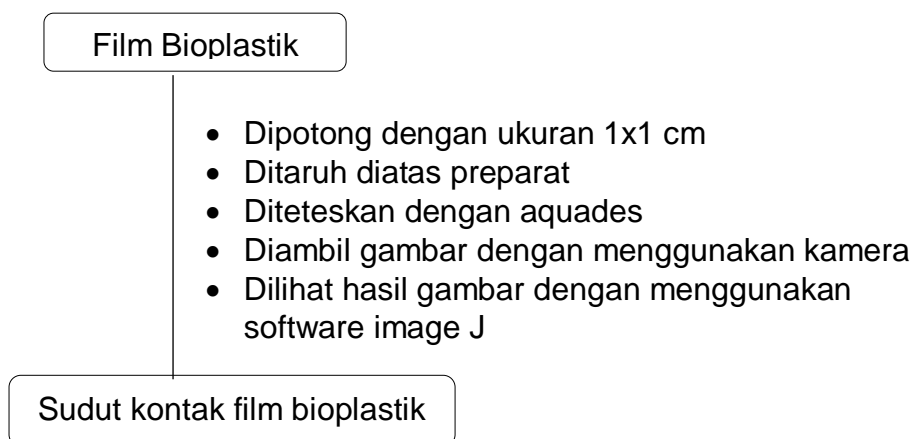 Film Bioplastik
• Dipotong dengan ukuran 1x1 cm
• Ditaruh diatas preparat
• Diteteskan dengan aquades
• Diambil gambar dengan menggunakan kamera
• Dilihat hasil gambar dengan menggunakan
software image J
Sudut kontak film bioplastik